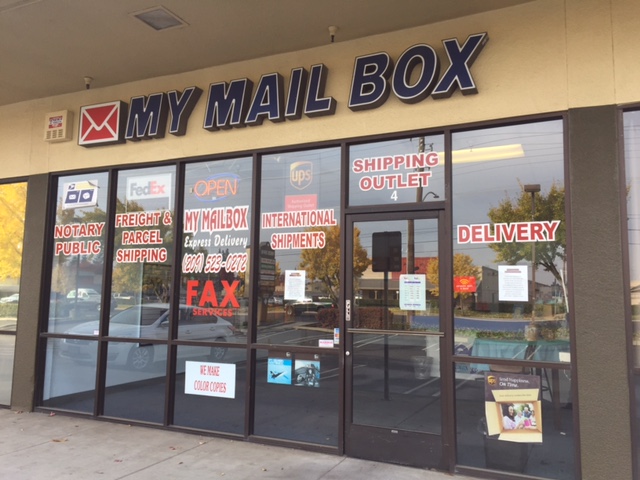 MY MAIL BOX
NOTARY
PUBLIC
FedEx
FREIGHT &
PARCEL
SHIPPING
OPEN
MY MAILBOX
Express Delivery
FAX
SERVICES
WE MAKE
COLOR COPIES
ups
INTERNATIONAL
SHIPMENTS
SHIPPING
OUTLET
4
DELIVERY